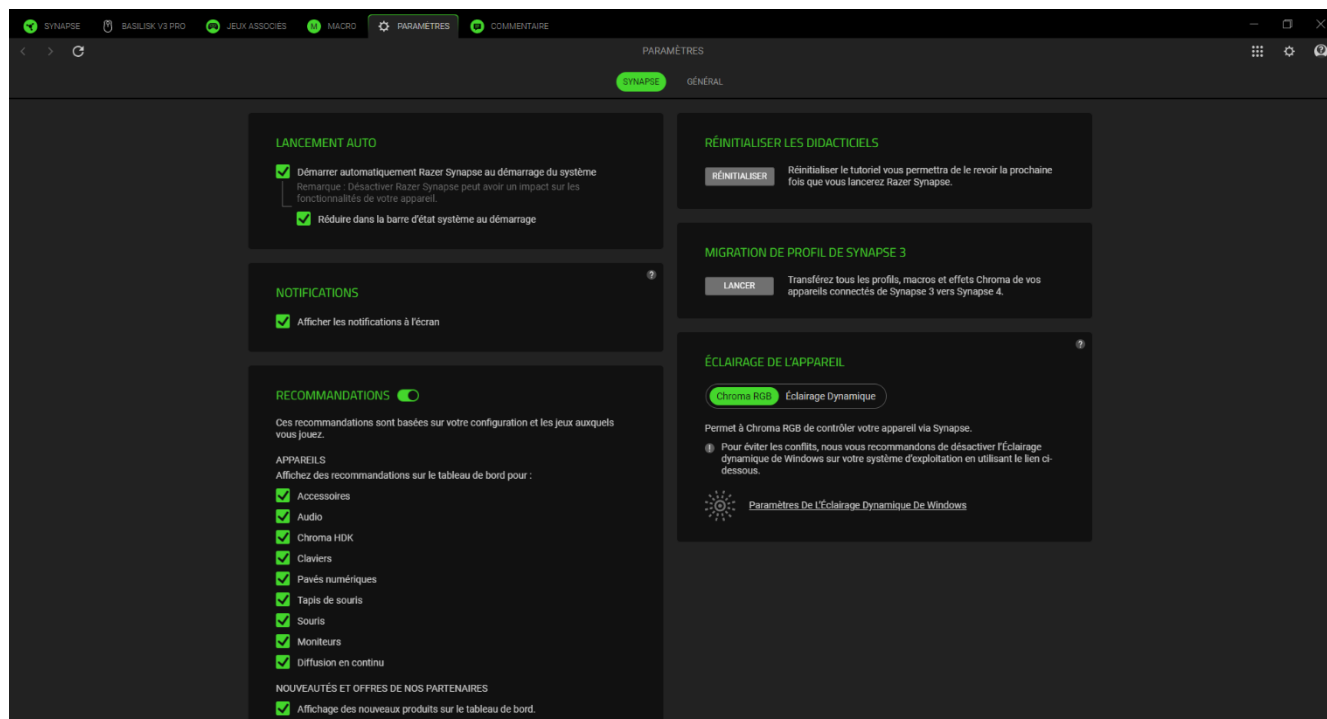 SYNAPSE
BASILISK V3 PRO
JEUX ASSOCIÉS
MACRO
PARAMÈTRES
COMMENTAIRE
PARAMÈTRES
SYNAPSE
GÉNÉRAL
LANCEMENT AUTO
Démarrer automatiquement Razer Synapse au démarrage du système
Remarque : Désactiver Razer Synapse peut avoir un impact sur les
fonctionnalités de votre appareil.
Réduire dans la barre d'état système au démarrage
NOTIFICATIONS
Afficher les notifications à l'écran
RECOMMANDATIONS
Ces recommandations sont basées sur votre configuration et les jeux auxquels
vous jouez.
APPAREILS
Affichez des recommandations sur le tableau de bord pour :
Accessoires
Audio
Chroma HDK
Claviers
Pavés numériques
Tapis de souris
Souris
Moniteurs
Diffusion en continu
NOUVEAUTÉS ET OFFRES DE NOS PARTENAIRES
Affichage des nouveaux produits sur le tableau de bord.
RÉINITIALISER LES DIDACTICIELS
RÉINITIALISER
Réinitialiser le tutoriel vous permettra de le revoir la prochaine
fois que vous lancerez Razer Synapse.
MIGRATION DE PROFIL DE SYNAPSE 3
LANCER
Transférez tous les profils, macros et effets Chroma de vos
appareils connectés de Synapse 3 vers Synapse 4.
ÉCLAIRAGE DE L'APPAREIL
Chroma RGB
Éclairage Dynamique
Permet à Chroma RGB de contrôler votre appareil via Synapse.
Pour éviter les conflits, nous vous recommandons de désactiver l'Éclairage
dynamique de Windows sur votre système d'exploitation en utilisant le lien ci-
dessous.
Paramètres De L'Éclairage Dynamique De Windows